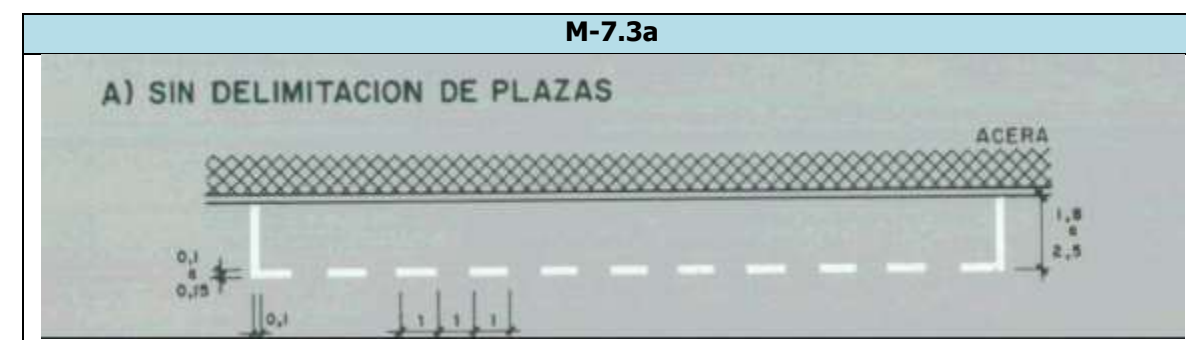 M-7.3a
A) SIN DELIMITACION DE PLAZAS
ACERA
1,8
a
2,5
0,1
a
0,15
0,1
1 1 1